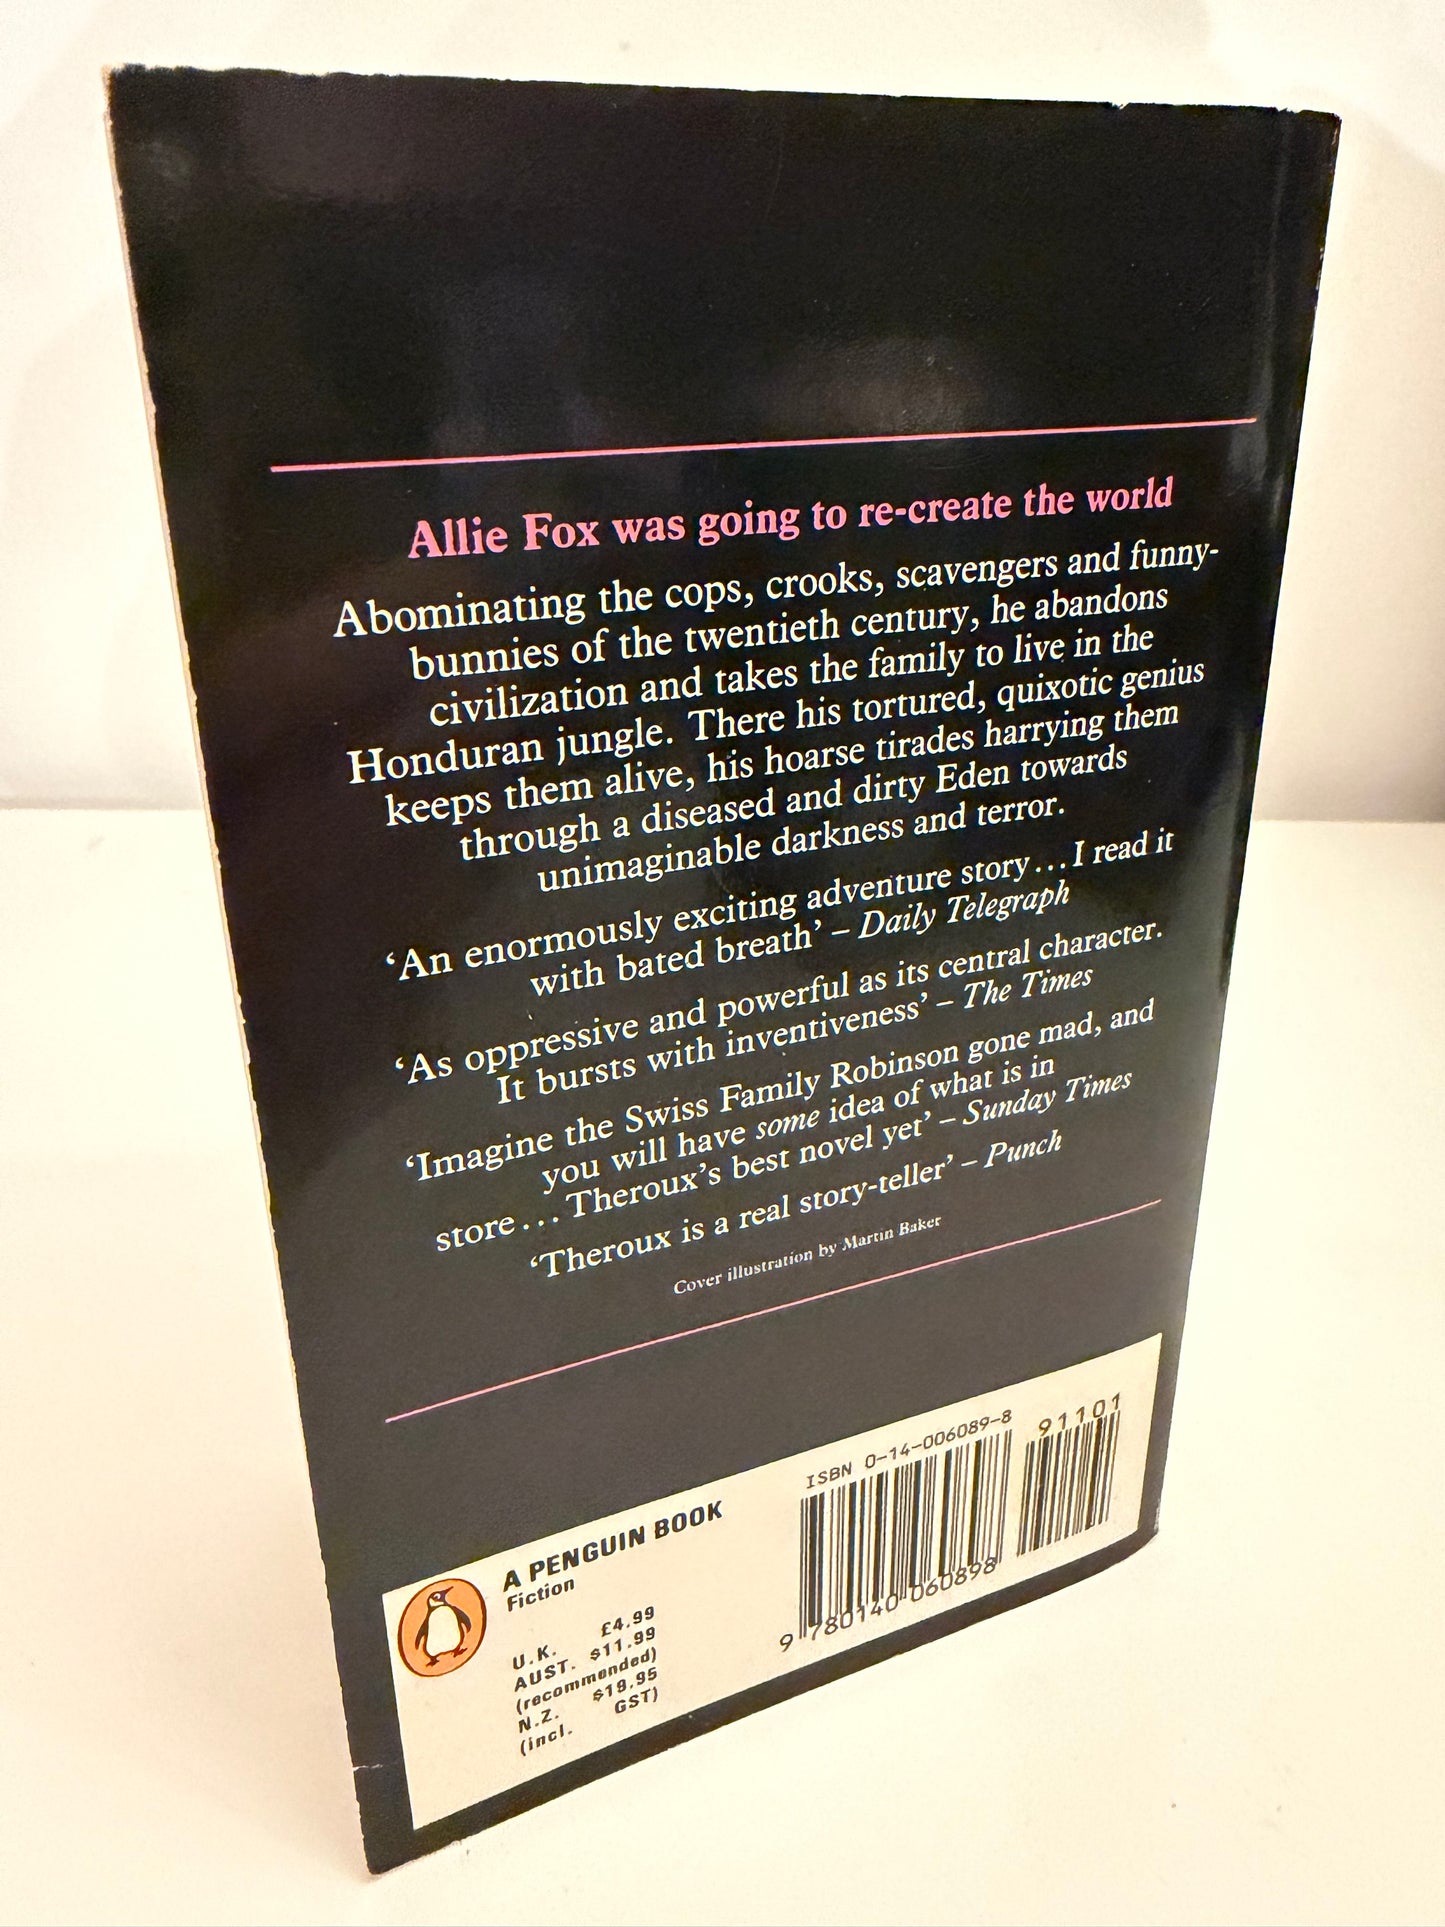 Allie Fox was going to re-create the world
Abominating the cops, crooks, scavengers and funny-
bunnies of the twentieth century, he abandons
civilization and takes the family to live in the
Honduran jungle. There his tortured, quixotic genius
keeps them alive, his hoarse tirades harrying them
through a diseased and dirty Eden towards
unimaginable darkness and terror.
‘An enormously exciting adventure story...I read it
with bated breath’ – Daily Telegraph
‘As oppressive and powerful as its central character.
It bursts with inventiveness’ – The Times
‘Imagine the Swiss Family Robinson gone mad, and
you will have some idea of what is in
store... Theroux’s best novel yet’ – Sunday Times
‘Theroux is a real story-teller’ – Punch
Cover illustration by Martin Baker
A PENGUIN BOOK
Fiction
U.K. £4.99
AUST. $11.99
(recommended)
N.Z. $19.95
(incl. GST)
ISBN 0-14-006089-8
91101
9 780140 060898